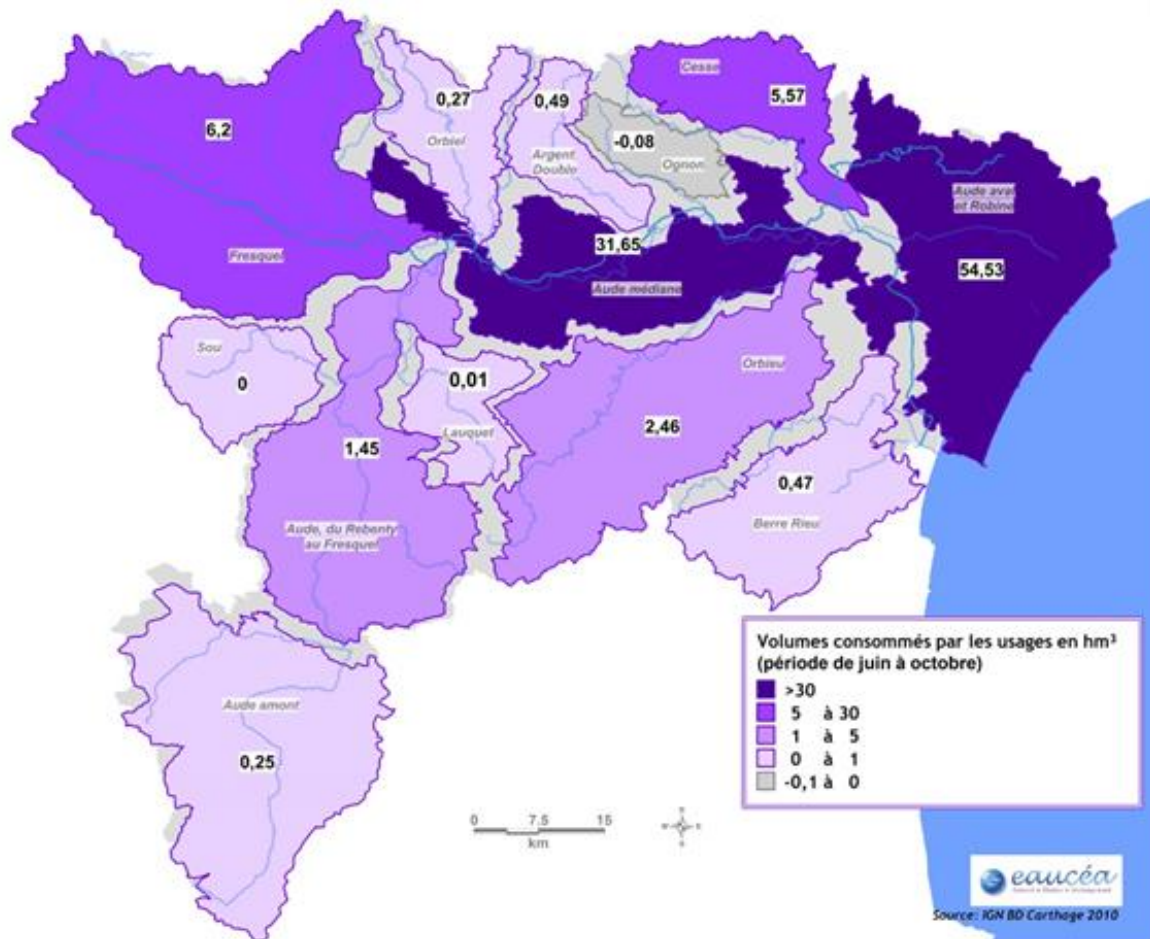 Cesse
5,57
0,27
0,49
6,2
Orbiel
-0,08
Argent
Double
Ognon
Aude aval
et Robine
31,65
Fresquel
54,53
Aude médiane
Sou
0
0,01
Orbieu
Lauquet
1,45
2,46
0,47
Aude, du Rebenty
au Fresquel
Berre Rieu
Volumes consommés par les usages en hm³
(période de juin à octobre)
>30
5 à 30
1 à 5
0 à 1
-0,1 à 0
Aude amont
0,25
0 7.5 15
km
eaucéa
Source: IGN BD Carthage 2010